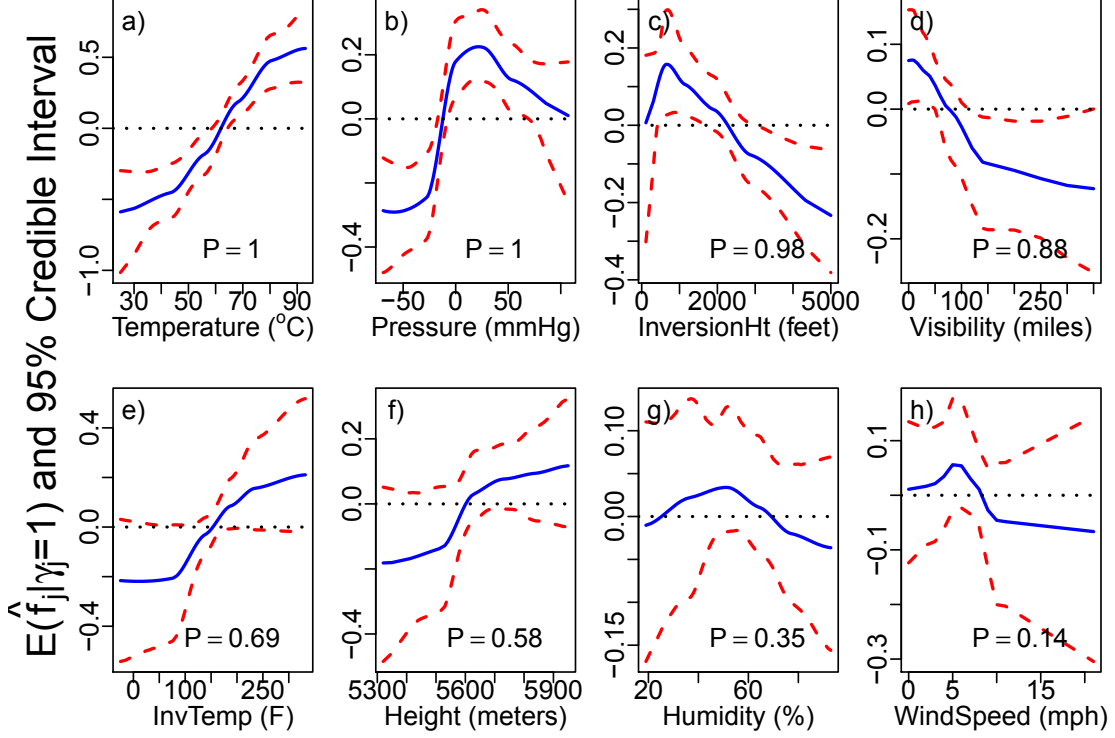 E(f̂j|γj=1) and 95% Credible Interval
a)
0.5
0.0
−1.0
P = 1
30 50 70 90
Temperature (°C)
b)
0.2
0.0
−0.4
P = 1
−50 0 50
Pressure (mmHg)
c)
0.2
0.0
−0.2
−0.4
P = 0.98
0 2000 5000
InversionHt (feet)
d)
0.1
0.0
−0.2
P = 0.88
0 100 250
Visibility (miles)
e)
0.4
0.0
−0.4
P = 0.69
0 100 250
InvTemp (F)
f)
0.2
0.0
−0.4
P = 0.58
5300 5600 5900
Height (meters)
g)
0.10
0.00
−0.15
P = 0.35
20 60
Humidity (%)
h)
0.1
−0.1
−0.3
P = 0.14
0 5 15
WindSpeed (mph)